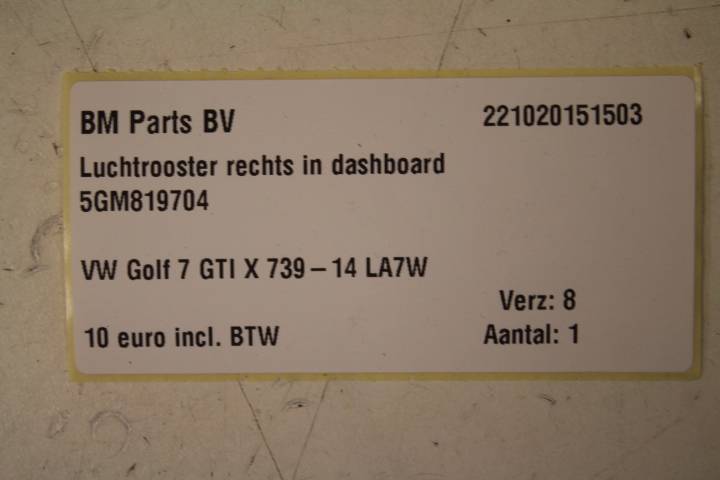 BM Parts BV 221020151503
Luchtrooster rechts in dashboard
5GM819704
VW Golf 7 GTI X 739 – 14 LA7W
Verz: 8
10 euro incl. BTW Aantal: 1